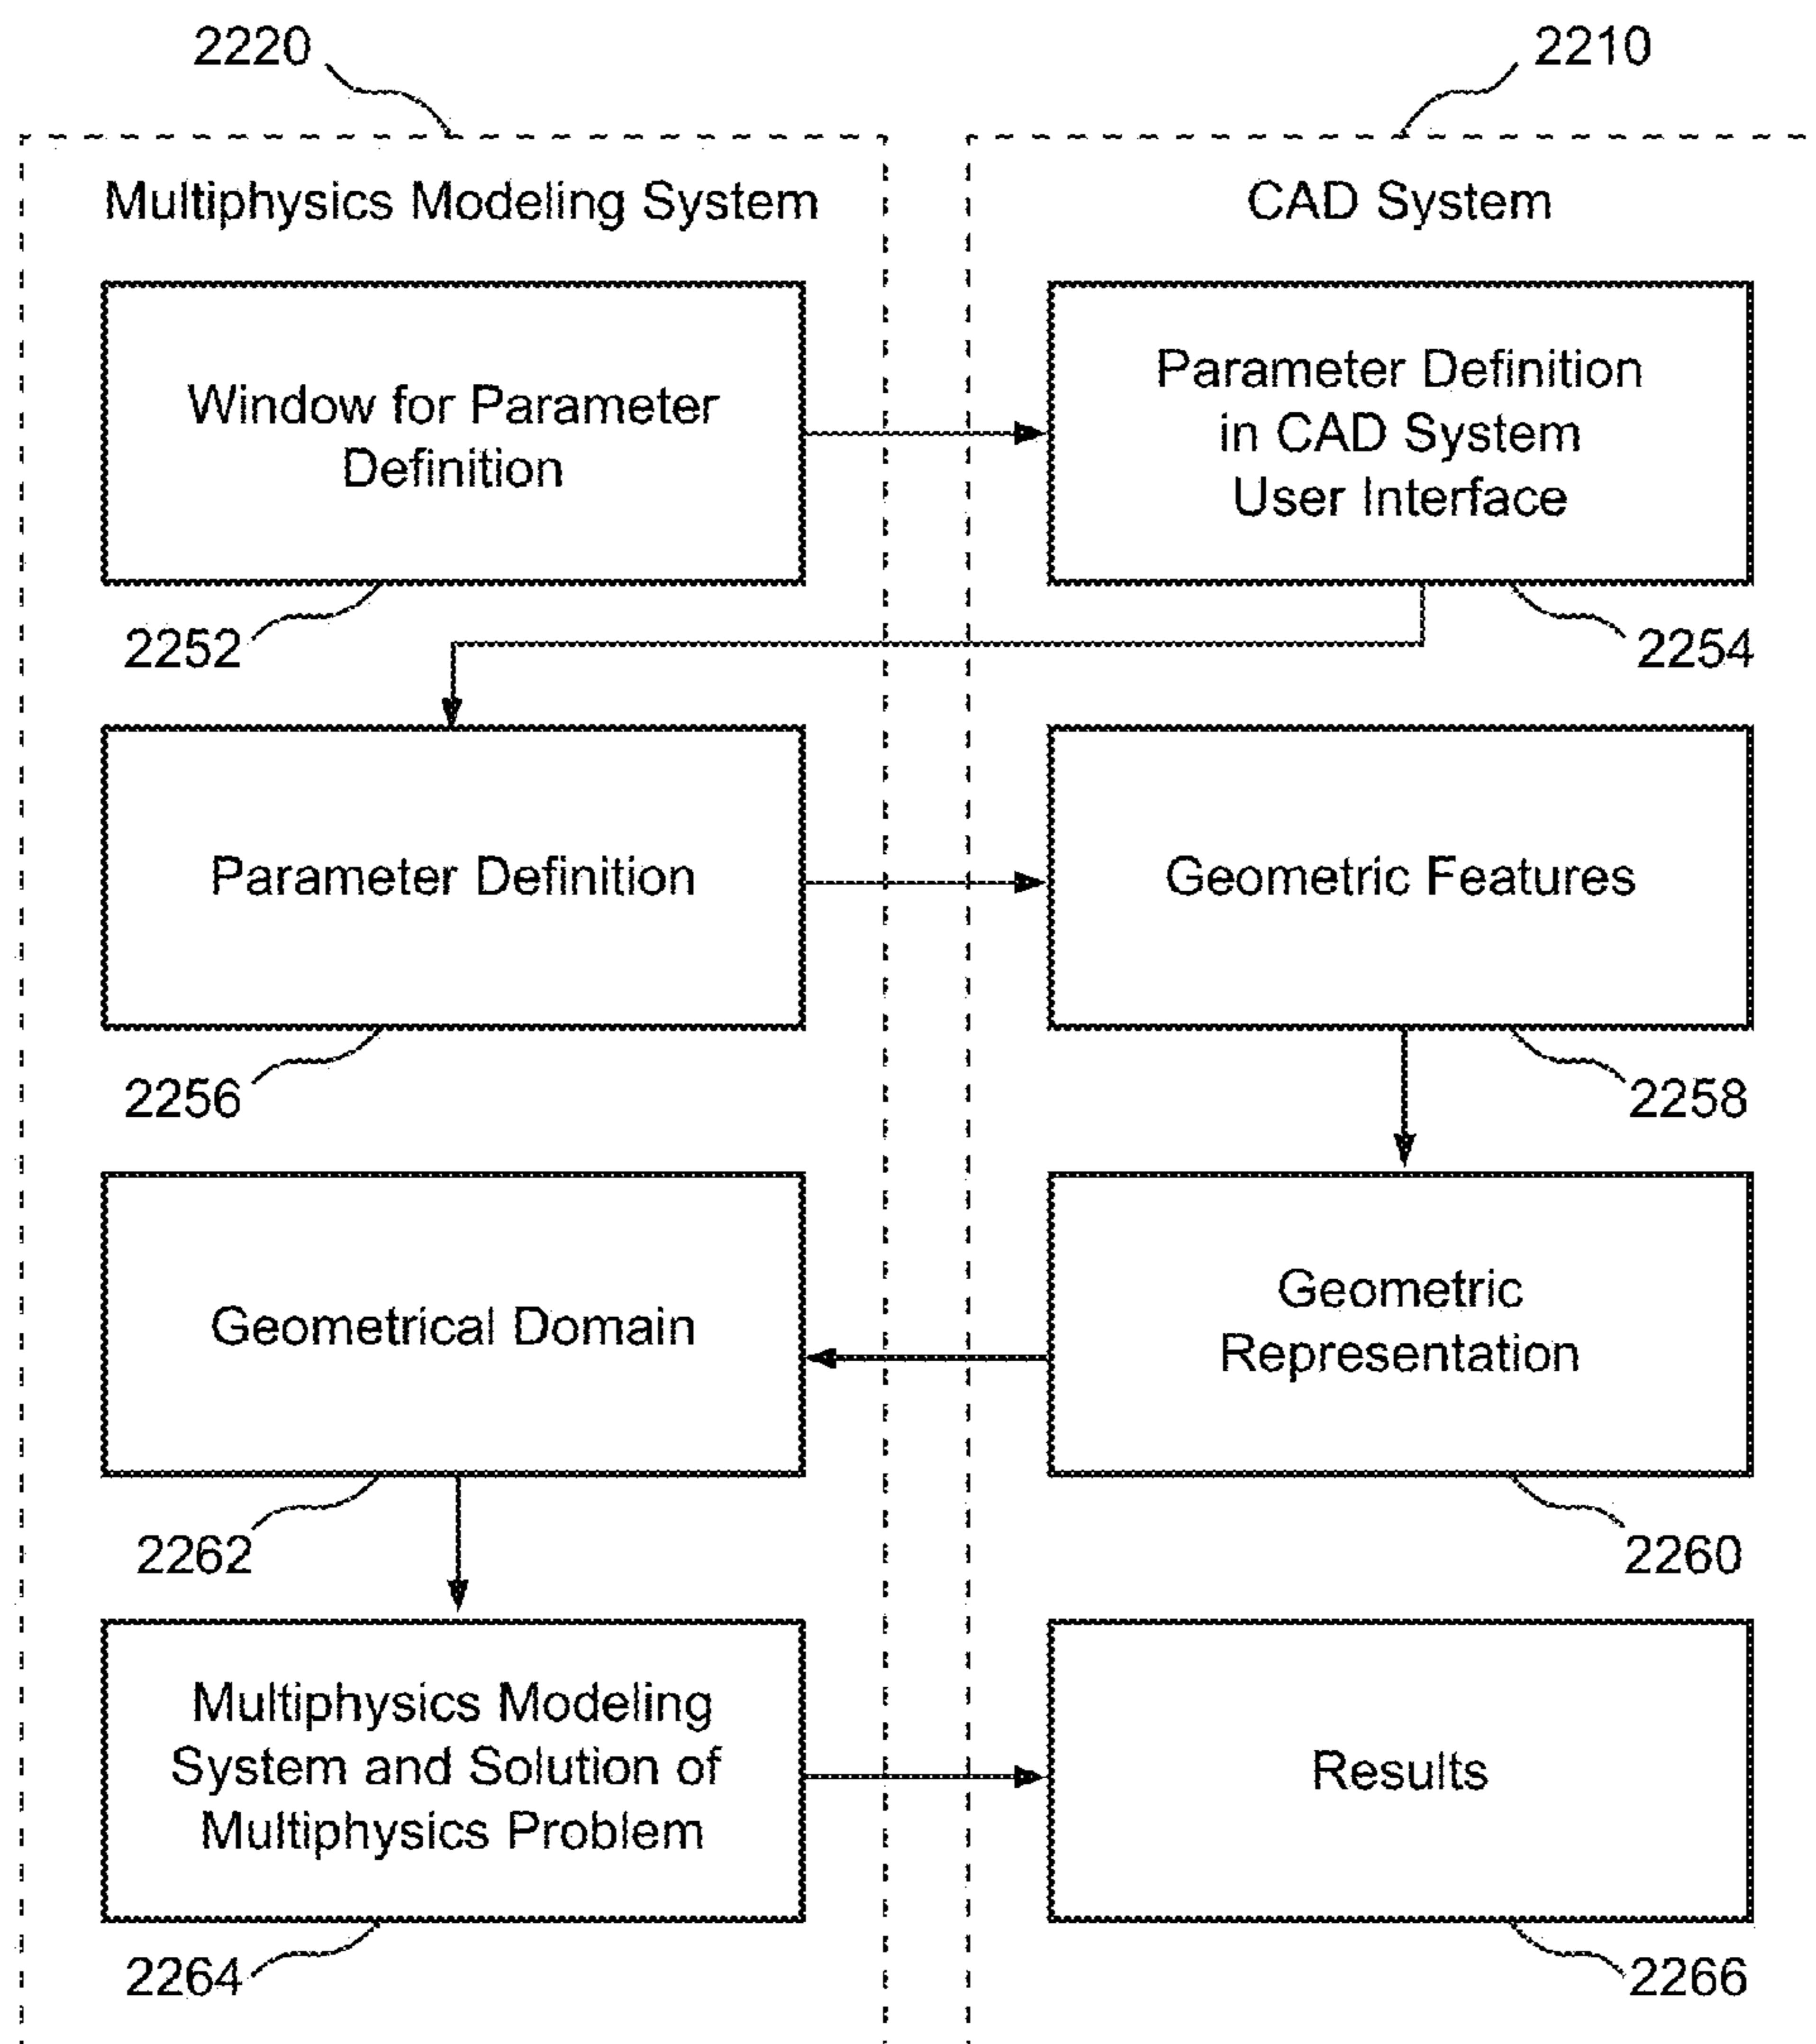 2220
2210
Multiphysics Modeling System
CAD System
Window for Parameter
Definition
Parameter Definition
in CAD System
User Interface
2252
2254
Parameter Definition
Geometric Features
2256
2258
Geometrical Domain
Geometric
Representation
2262
2260
Multiphysics Modeling
System and Solution of
Multiphysics Problem
Results
2264
2266